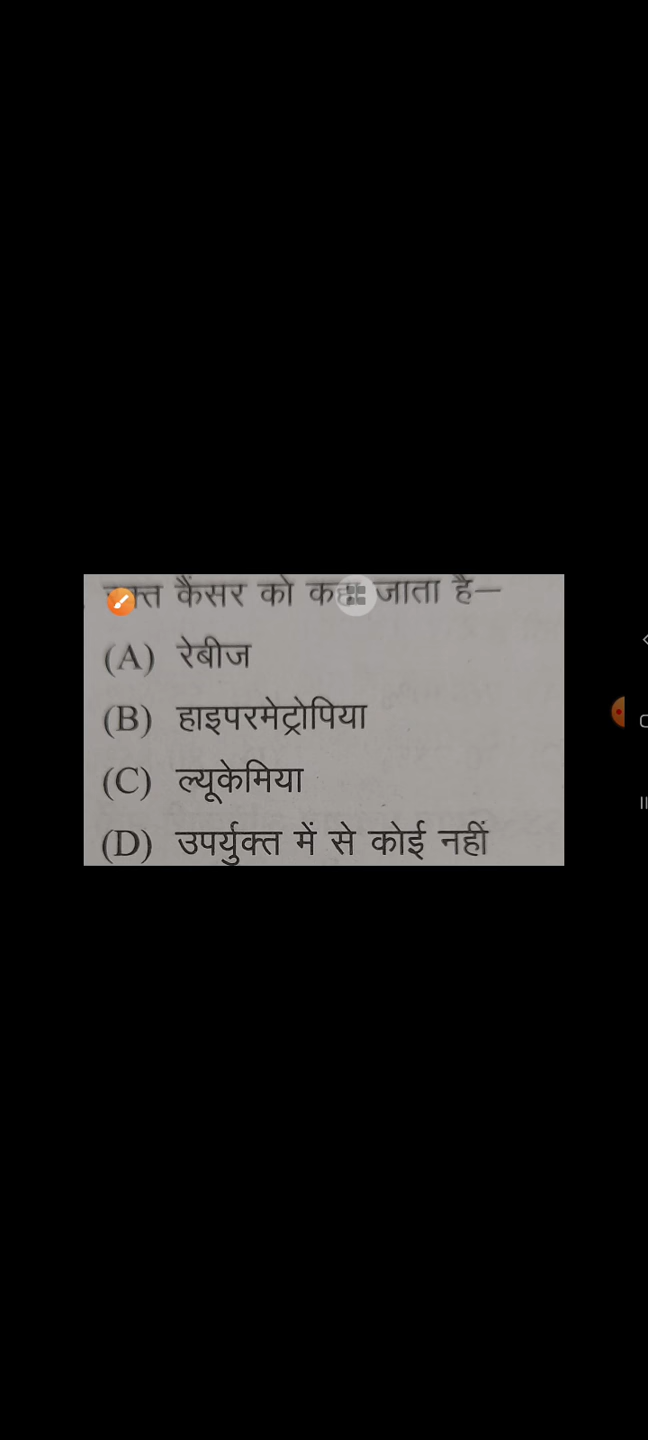 कैंसर को जाता है—
(A) रेबीज
(B) हाइपरमेट्रोपिया
(C) ल्यूकेमिया
(D) उपर्युक्त में से कोई नहीं